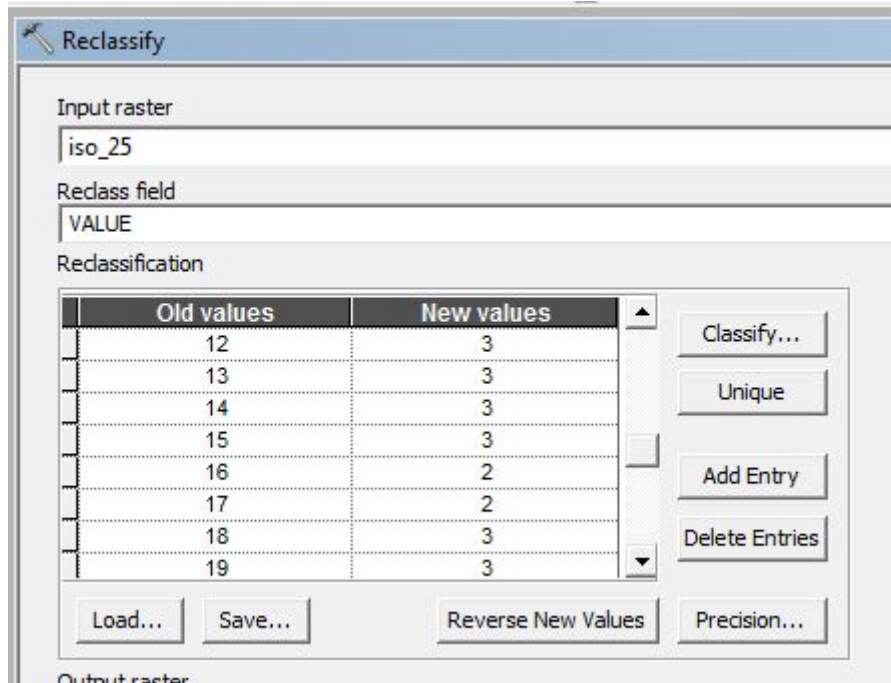 Reclassify
Input raster
iso_25
Reclass field
VALUE
Reclassification
Old values New values
12 3
13 3
14 3
15 3
16 2
17 2
18 3
19 3
Classify...
Unique
Add Entry
Delete Entries
Load... Save... Reverse New Values Precision...
Output raster